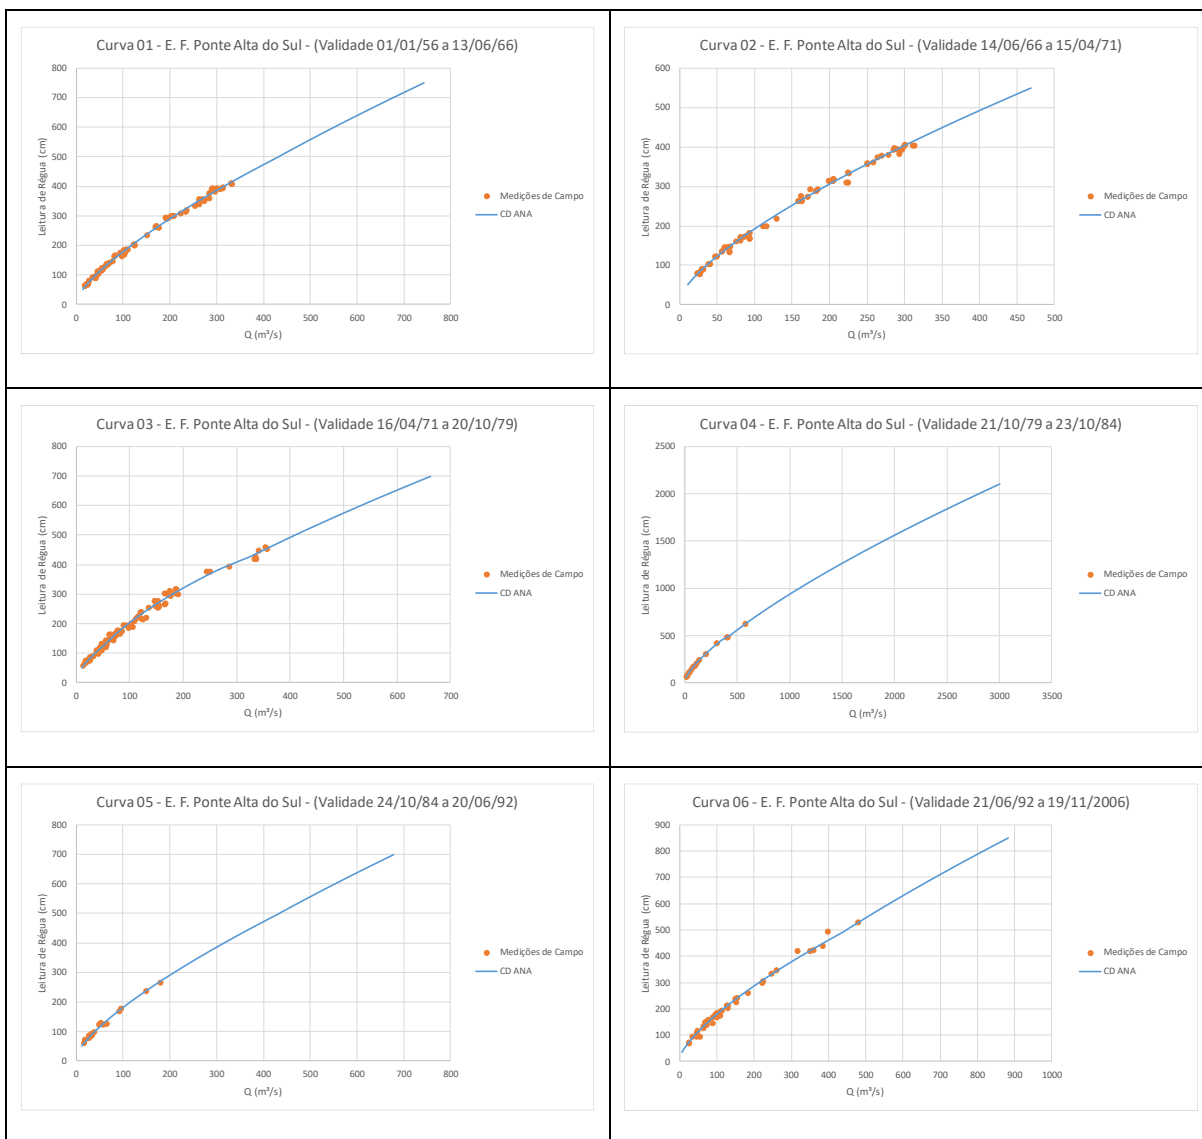 Curva 01 - E. F. Ponte Alta do Sul - (Validade 01/01/56 a 13/06/66)
800
700
600
500
400
300
200
100
0
Leitura de Régua (cm)
0 100 200 300 400 500 600 700 800
Q (m³/s)
Medições de Campo
CD ANA
Curva 02 - E. F. Ponte Alta do Sul - (Validade 14/06/66 a 15/04/71)
600
500
400
300
200
100
0
Leitura de Régua (cm)
0 50 100 150 200 250 300 350 400 450 500
Q (m³/s)
Medições de Campo
CD ANA
Curva 03 - E. F. Ponte Alta do Sul - (Validade 16/04/71 a 20/10/79)
800
700
600
500
400
300
200
100
0
Leitura de Régua (cm)
0 100 200 300 400 500 600 700
Q (m³/s)
Medições de Campo
CD ANA
Curva 04 - E. F. Ponte Alta do Sul - (Validade 21/10/79 a 23/10/84)
2500
2000
1500
1000
500
0
Leitura de Régua (cm)
0 500 1000 1500 2000 2500 3000 3500
Q (m³/s)
Medições de Campo
CD ANA
Curva 05 - E. F. Ponte Alta do Sul - (Validade 24/10/84 a 20/06/92)
800
700
600
500
400
300
200
100
0
Leitura de Régua (cm)
0 100 200 300 400 500 600 700 800
Q (m³/s)
Medições de Campo
CD ANA
Curva 06 - E. F. Ponte Alta do Sul - (Validade 21/06/92 a 19/11/2006)
900
800
700
600
500
400
300
200
100
0
Leitura de Régua (cm)
0 100 200 300 400 500 600 700 800 900 1000
Q (m³/s)
Medições de Campo
CD ANA